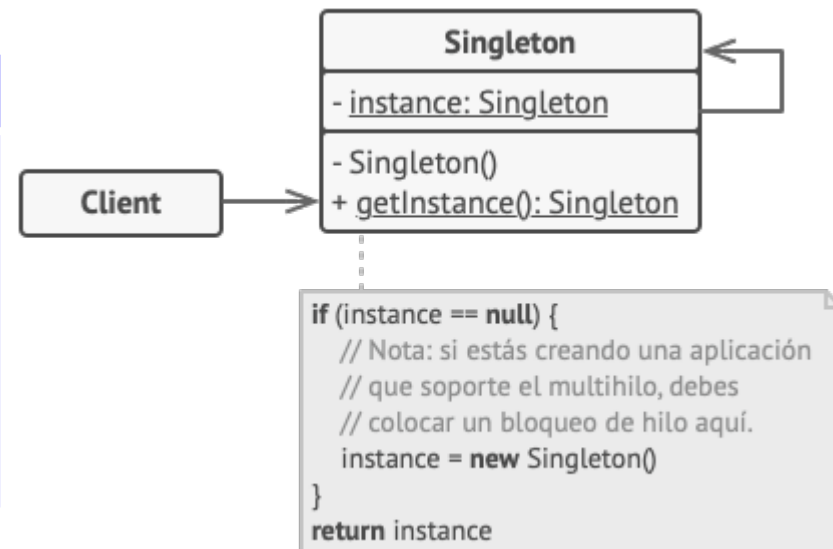 Singleton
- instance: Singleton
- Singleton()
+ getInstance(): Singleton
Client
if (instance == null) {
// Nota: si estás creando una aplicación
// que soporte el multihilo, debes
// colocar un bloqueo de hilo aquí.
instance = new Singleton()
}
return instance